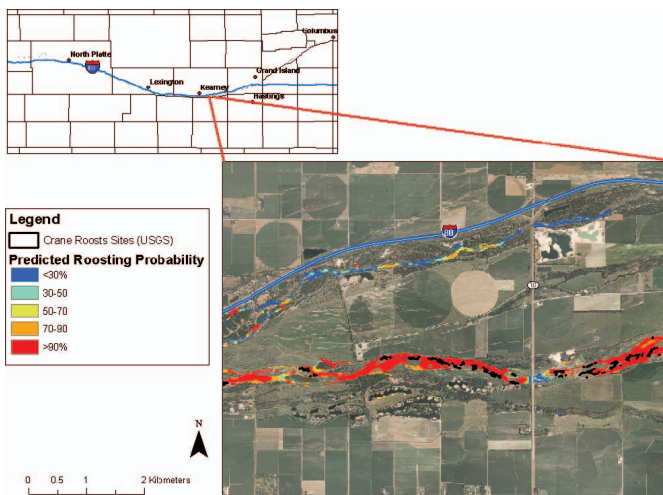 Columbus
North Platte
Grand Island
Lexington
Kearney
Hastings
80
10
Legend
Crane Roosts Sites (USGS)
Predicted Roosting Probability
<30%
30-50
50-70
70-90
>90%
N
0 0.5 1 2 Kilometers